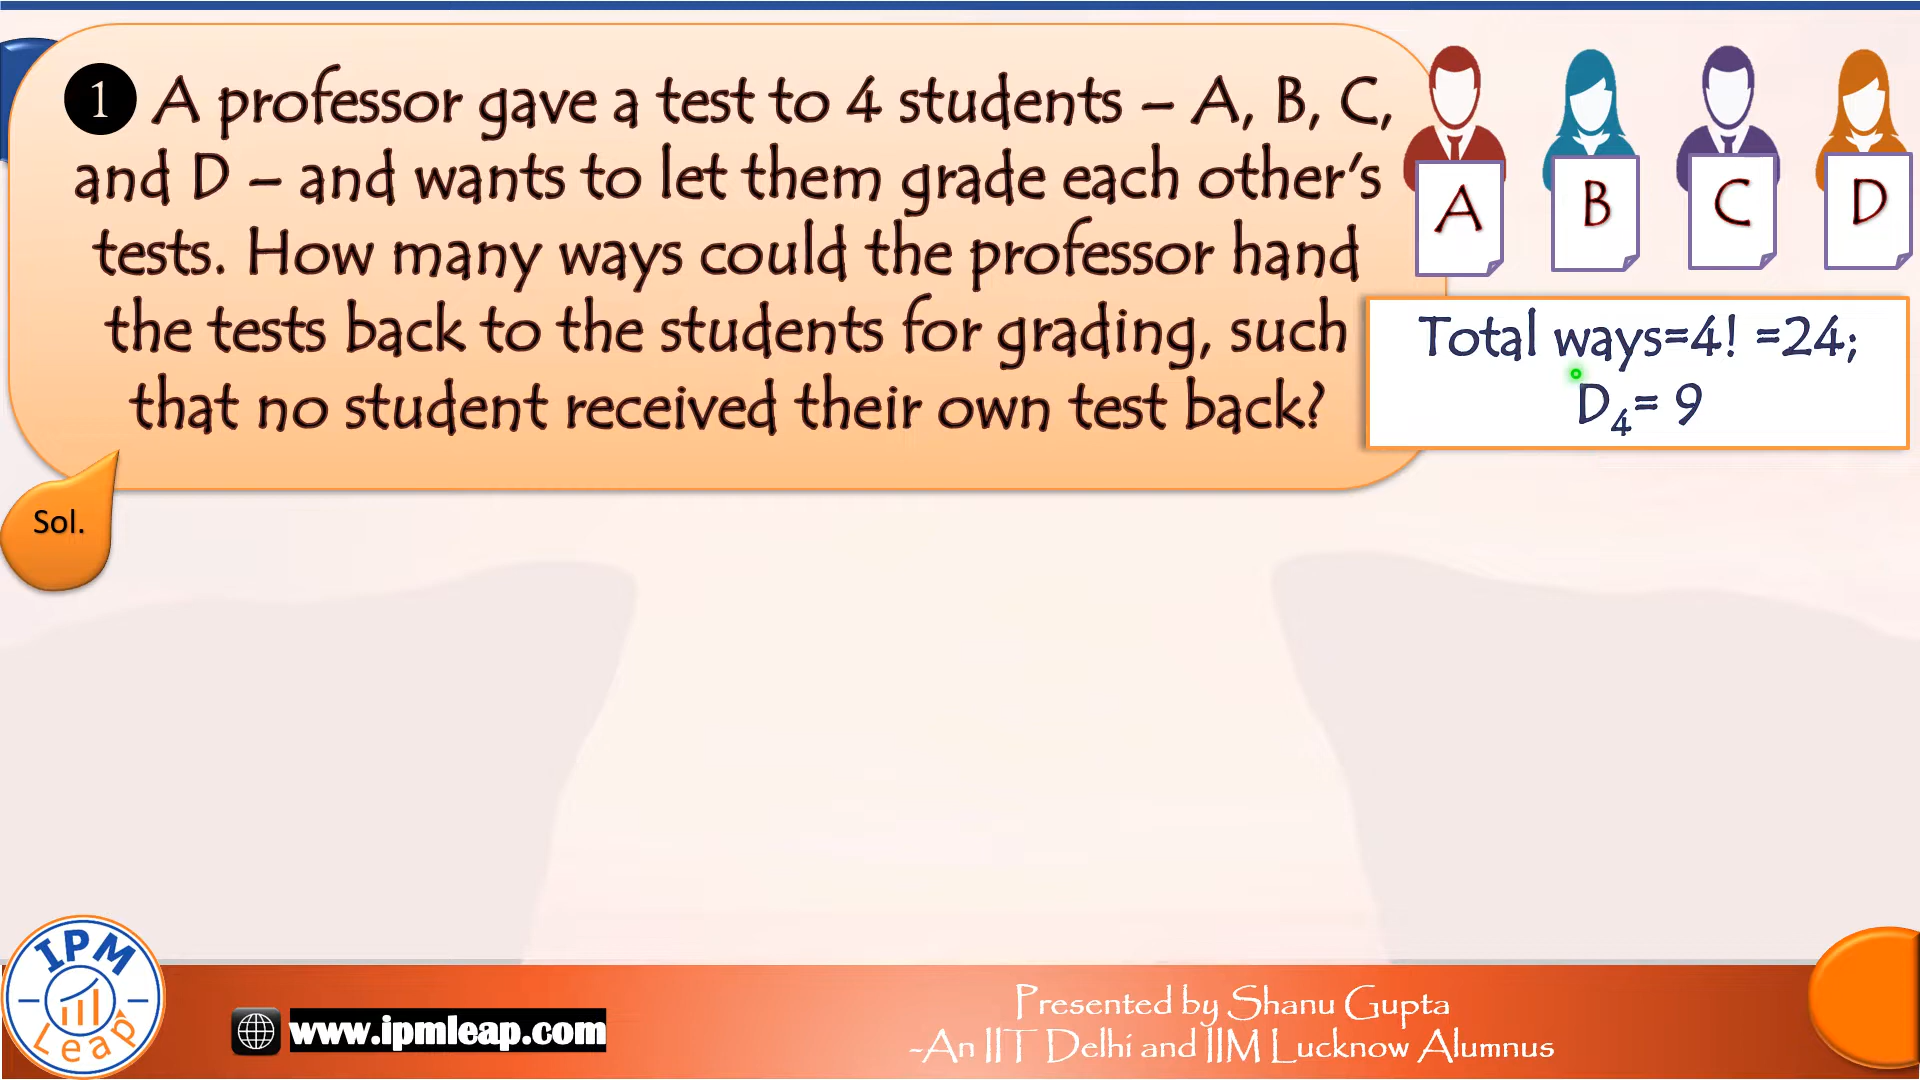 1 A professor gave a test to 4 students – A, B, C,
and D – and wants to let them grade each other's
tests. How many ways could the professor hand
the tests back to the students for grading, such
that no student received their own test back?
A B C D
Total ways=4! =24;
D₄= 9
Sol.
IPM
Leap
www.ipmleap.com
Presented by Shanu Gupta
-An IIT Delhi and IIM Lucknow Alumnus